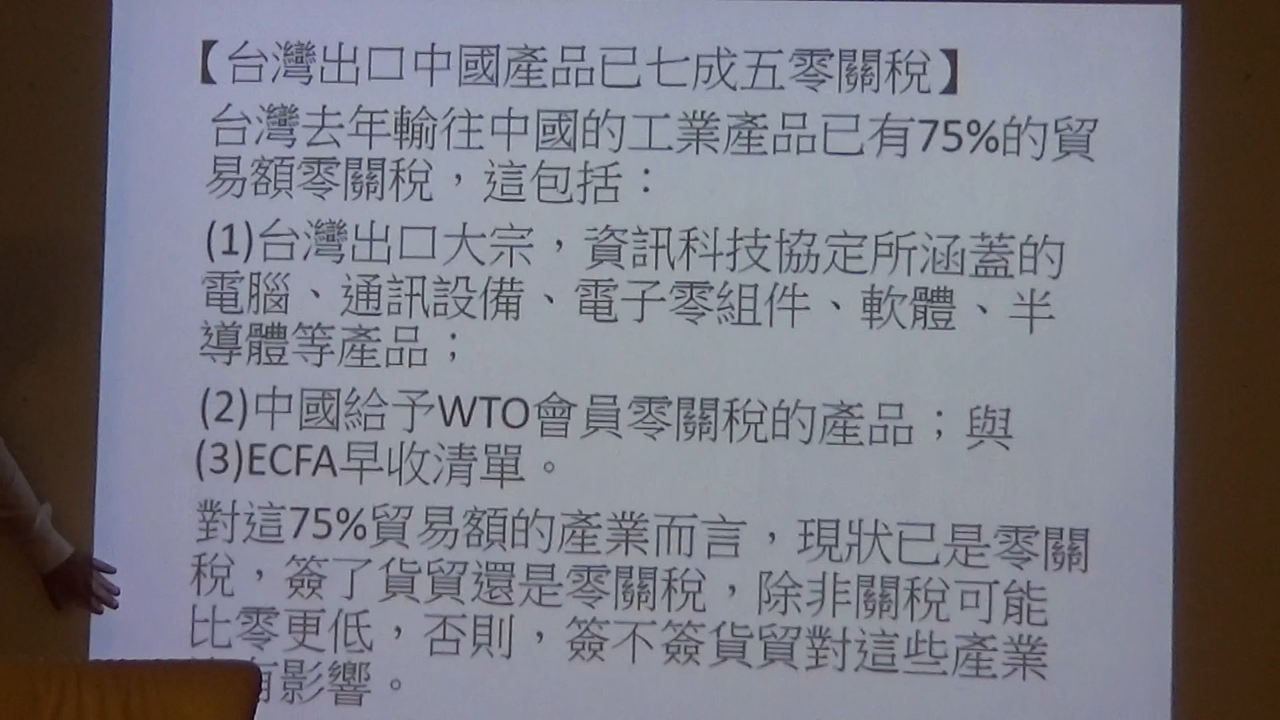 【台灣出口中國產品已七成五零關稅】
台灣去年輸往中國的工業產品已有75%的貿
易額零關稅，這包括：
(1)台灣出口大宗，資訊科技協定所涵蓋的
電腦、通訊設備、電子零組件、軟體、半
導體等產品；
(2)中國給予WTO會員零關稅的產品；與
(3)ECFA早收清單。
對這75%貿易額的產業而言，現狀已是零關
稅，簽了貨貿還是零關稅，除非關稅可能
比零更低，否則，簽不簽貨貿對這些產業
有影響。